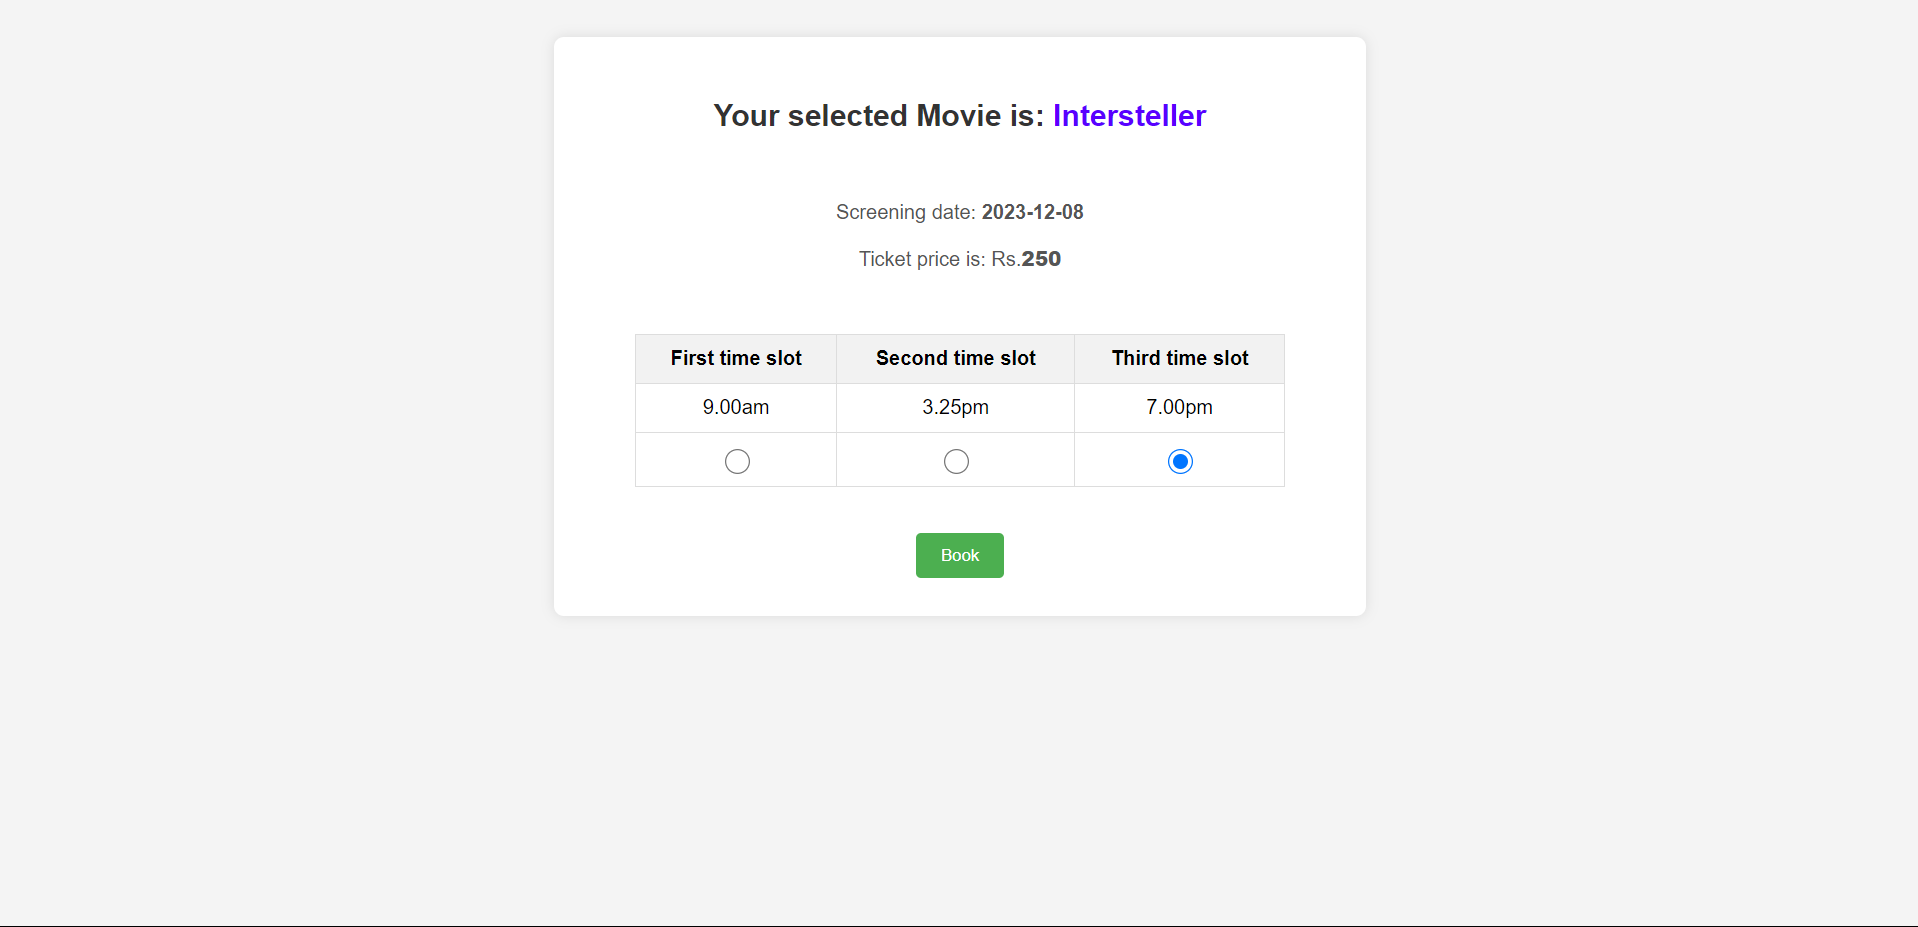 Your selected Movie is: Intersteller
Screening date: 2023-12-08
Ticket price is: Rs.250
First time slot Second time slot Third time slot
9.00am 3.25pm 7.00pm
Book